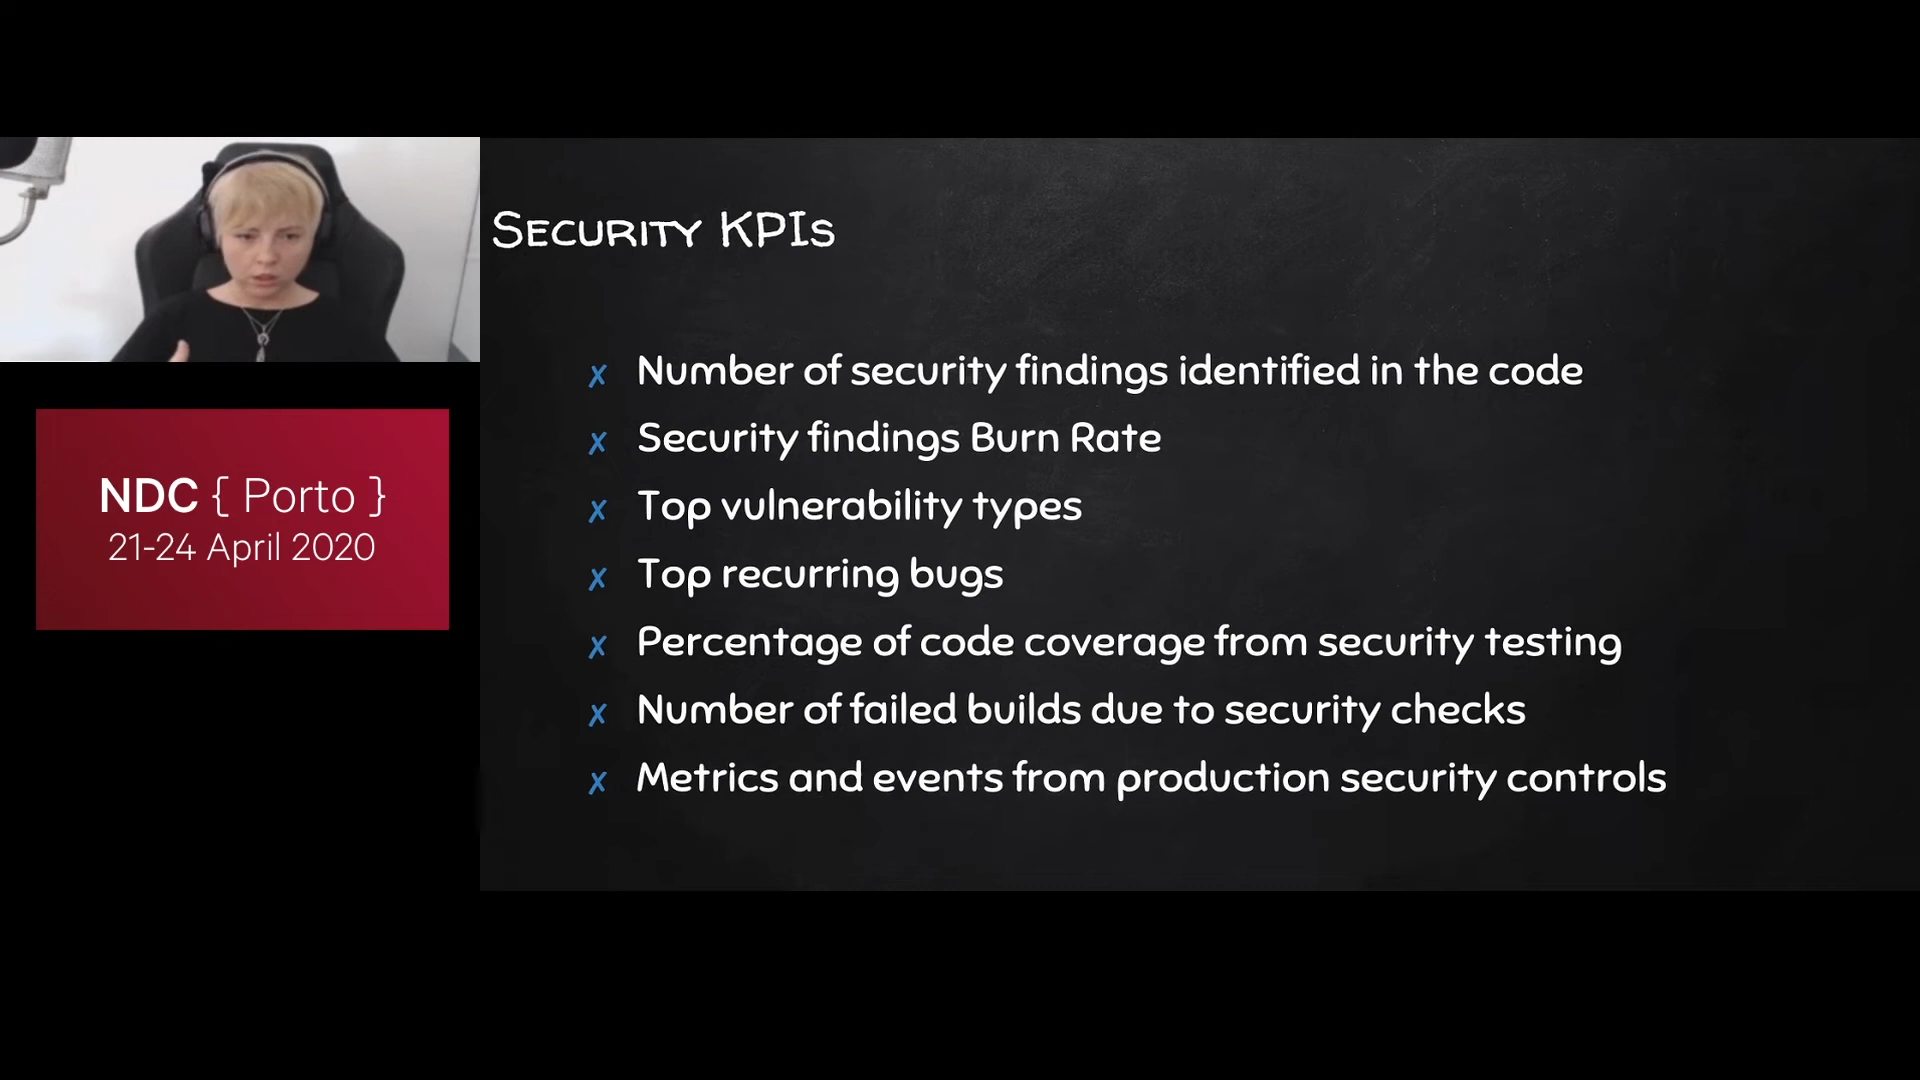 Security KPIs
Number of security findings identified in the code
Security findings Burn Rate
Top vulnerability types
Top recurring bugs
Percentage of code coverage from security testing
Number of failed builds due to security checks
Metrics and events from production security controls
NDC { Porto }
21-24 April 2020